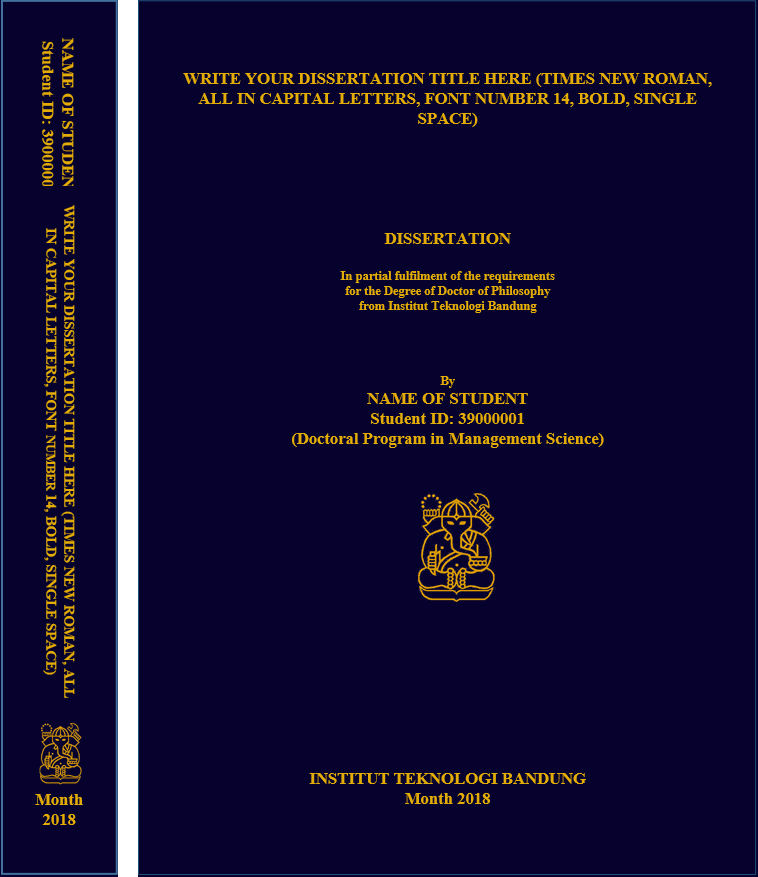 NAME OF STUDEN
Student ID: 3900000
WRITE YOUR DISSERTATION TITLE HERE (TIMES NEW ROMAN, ALL
IN CAPITAL LETTERS, FONT NUMBER 14, BOLD, SINGLE SPACE)
Month
2018
WRITE YOUR DISSERTATION TITLE HERE (TIMES NEW ROMAN,
ALL IN CAPITAL LETTERS, FONT NUMBER 14, BOLD, SINGLE
SPACE)
DISSERTATION
In partial fulfilment of the requirements
for the Degree of Doctor of Philosophy
from Institut Teknologi Bandung
By
NAME OF STUDENT
Student ID: 39000001
(Doctoral Program in Management Science)
INSTITUT TEKNOLOGI BANDUNG
Month 2018